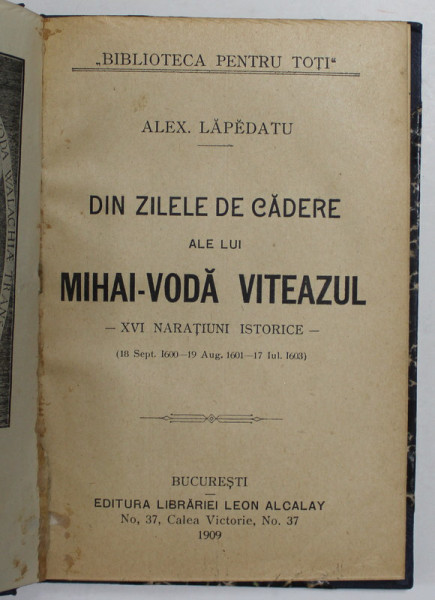 „BIBLIOTECA PENTRU TOȚI“
ALEX. LĂPĔDATU
DIN ZILELE DE CĂDERE
ALE LUI
MIHAI-VODĂ VITEAZUL
— XVI NARAȚIUNI ISTORICE —
(18 Sept. 1600—19 Aug. 1601—17 Iul. 1603)
BUCUREȘTI
EDITURA LIBRĂRIEI LEON ALCALAY
No, 37, Calea Victorie, No. 37
1909